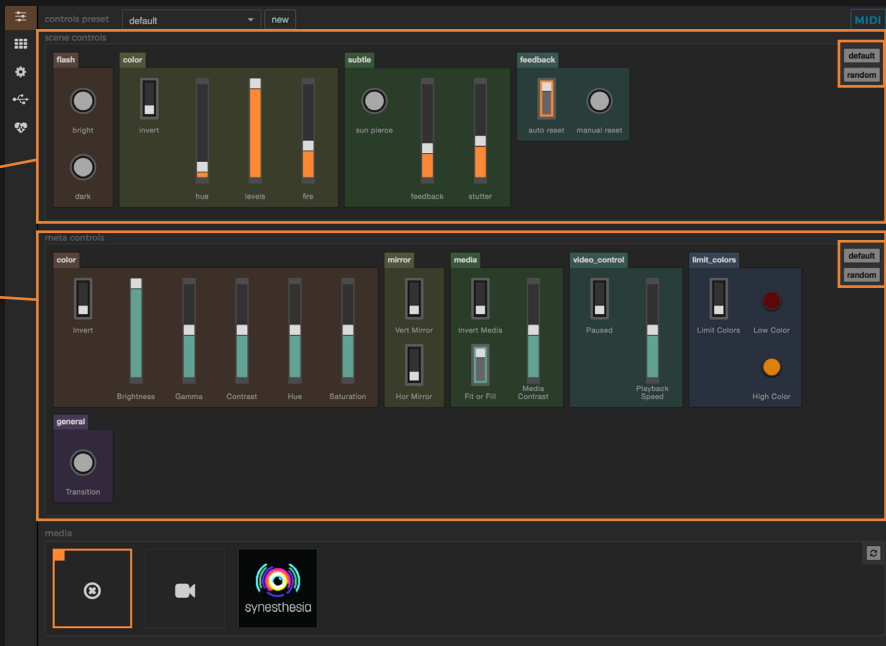 controls preset default new MIDI
scene controls
flash color subtle feedback default
random
bright invert sun pierce auto reset manual reset
dark hue levels fire feedback stutter
meta controls
color mirror media video_control limit_colors default
random
Invert Vert Mirror Invert Media Paused Limit Colors Low Color
Brightness Gamma Contrast Hue Saturation Hor Mirror Fit or Fill Media Contrast Playback Speed High Color
general
Transition
media
synesthesia